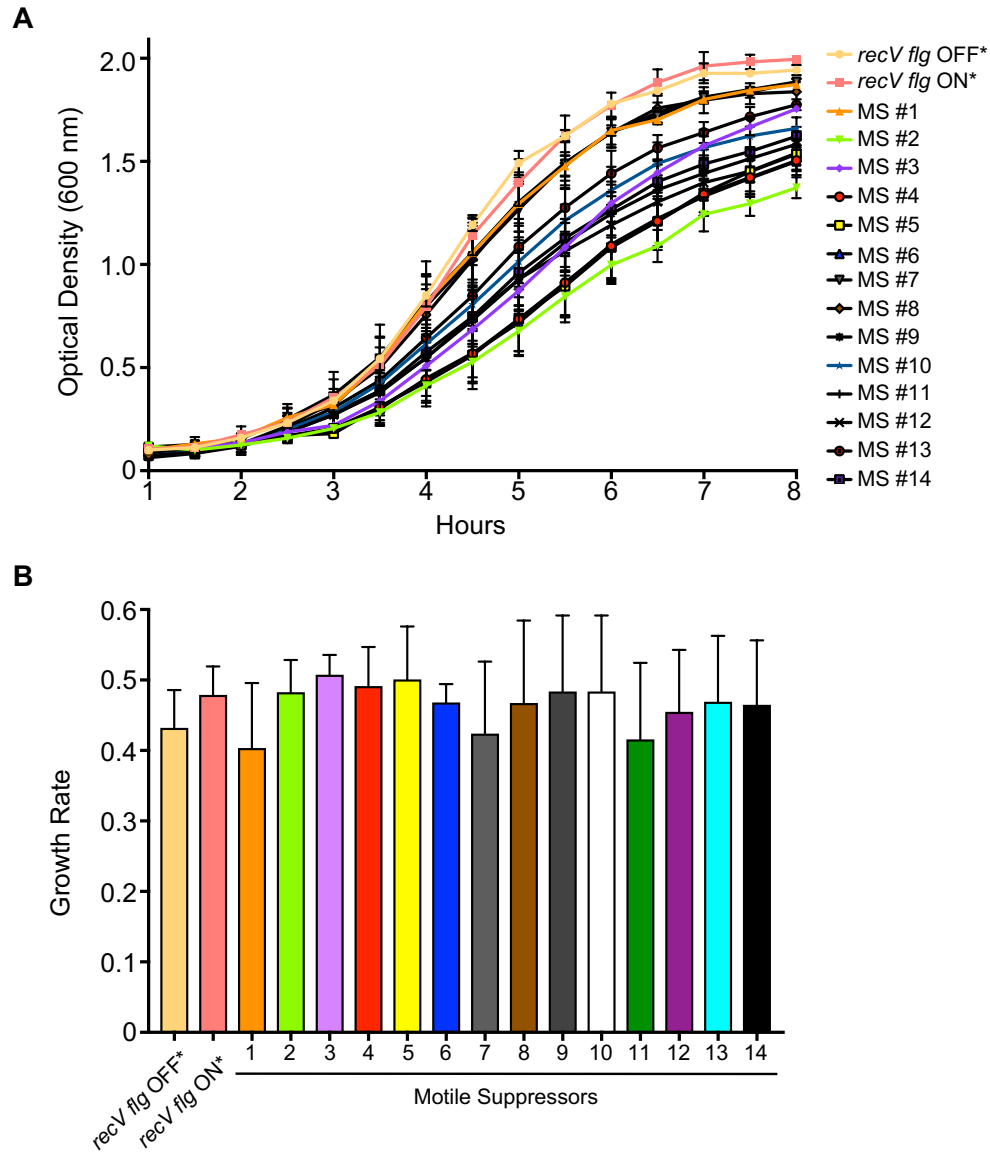 A
Optical Density (600 nm)
2.0
1.5
1.0
0.5
0
1 2 3 4 5 6 7 8
Hours
recV flg OFF*
recV flg ON*
MS #1
MS #2
MS #3
MS #4
MS #5
MS #6
MS #7
MS #8
MS #9
MS #10
MS #11
MS #12
MS #13
MS #14
B
Growth Rate
0.6
0.5
0.4
0.3
0.2
0.1
0
recV flg OFF*
recV flg ON*
1 2 3 4 5 6 7 8 9 10 11 12 13 14
Motile Suppressors